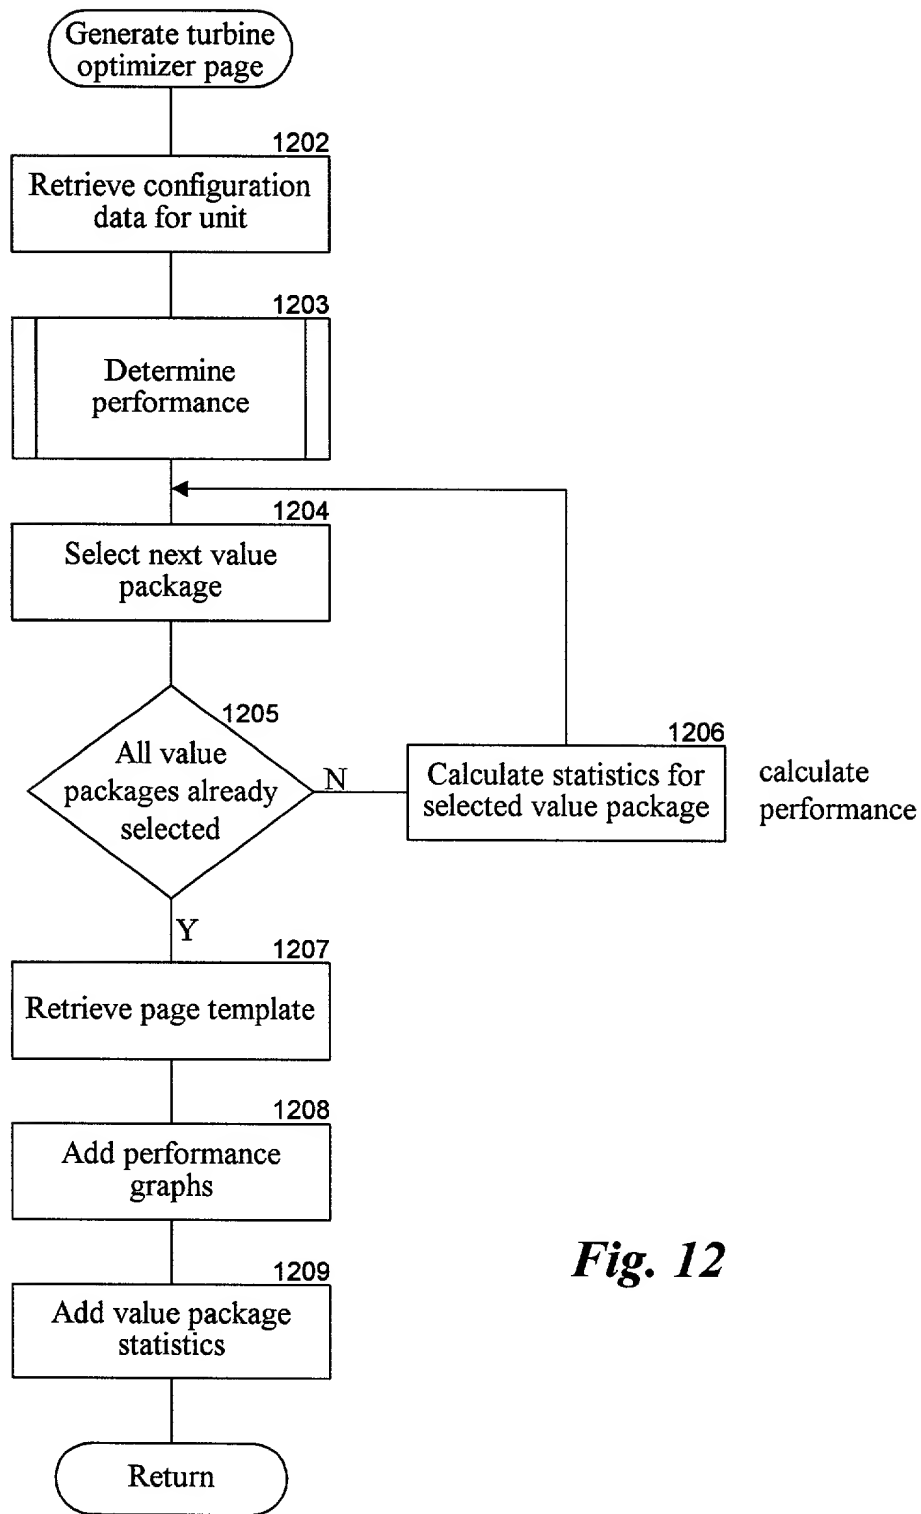 Generate turbine
optimizer page
1202
Retrieve configuration
data for unit
1203
Determine
performance
1204
Select next value
package
1205
All value
packages already
selected
N
1206
Calculate statistics for
selected value package
calculate
performance
Y
1207
Retrieve page template
1208
Add performance
graphs
1209
Add value package
statistics
Return
Fig. 12